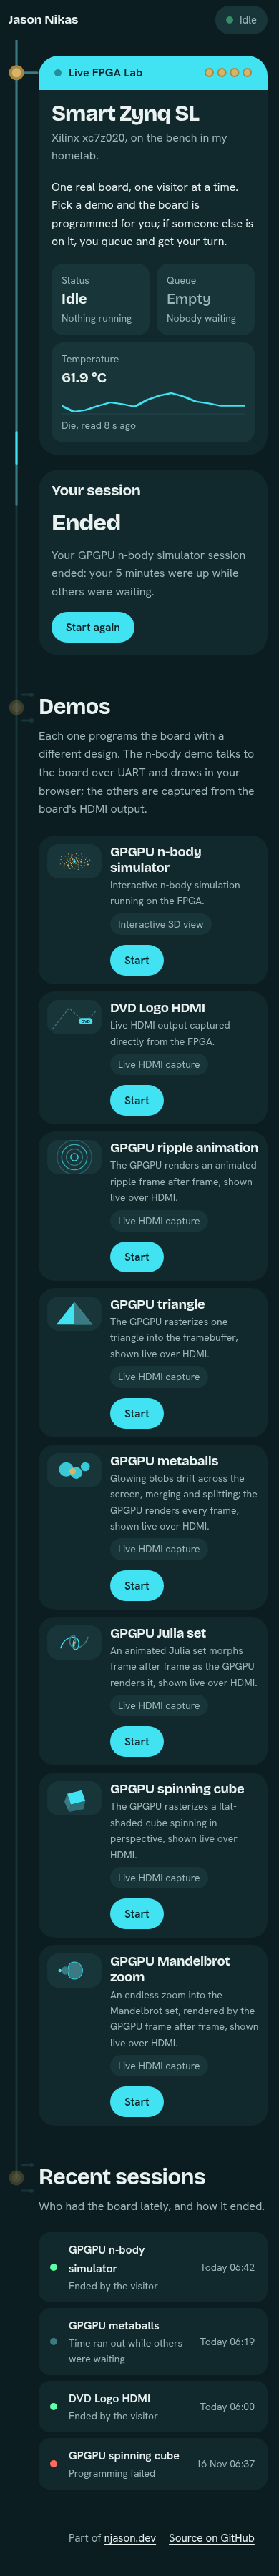 Jason Nikas
Idle
Live FPGA Lab
Smart Zynq SL
Xilinx xc7z020, on the bench in my
homelab.
One real board, one visitor at a time.
Pick a demo and the board is
programmed for you; if someone else is
on it, you queue and get your turn.
Status
Idle
Nothing running
Queue
Empty
Nobody waiting
Temperature
61.9 °C
Die, read 8 s ago
Your session
Ended
Your GPGPU n-body simulator session
ended: your 5 minutes were up while
others were waiting.
Start again
Demos
Each one programs the board with a
different design. The n-body demo talks to
the board over UART and draws in your
browser; the others are captured from the
board's HDMI output.
GPGPU n-body
simulator
Interactive n-body simulation
running on the FPGA.
Interactive 3D view
Start
DVD
DVD Logo HDMI
Live HDMI output captured
directly from the FPGA.
Live HDMI capture
Start
GPGPU ripple animation
The GPGPU renders an animated
ripple frame after frame, shown
live over HDMI.
Live HDMI capture
Start
GPGPU triangle
The GPGPU rasterizes one
triangle into the framebuffer,
shown live over HDMI.
Live HDMI capture
Start
GPGPU metaballs
Glowing blobs drift across the
screen, merging and splitting; the
GPGPU renders every frame,
shown live over HDMI.
Live HDMI capture
Start
GPGPU Julia set
An animated Julia set morphs
frame after frame as the GPGPU
renders it, shown live over HDMI.
Live HDMI capture
Start
GPGPU spinning cube
The GPGPU rasterizes a flat-
shaded cube spinning in
perspective, shown live over
HDMI.
Live HDMI capture
Start
GPGPU Mandelbrot
zoom
An endless zoom into the
Mandelbrot set, rendered by the
GPGPU frame after frame, shown
live over HDMI.
Live HDMI capture
Start
Recent sessions
Who had the board lately, and how it ended.
GPGPU n-body
simulator
Ended by the visitor
Today 06:42
GPGPU metaballs
Time ran out while others
were waiting
Today 06:19
DVD Logo HDMI
Ended by the visitor
Today 06:00
GPGPU spinning cube
Programming failed
16 Nov 06:37
Part of njason.dev
Source on GitHub